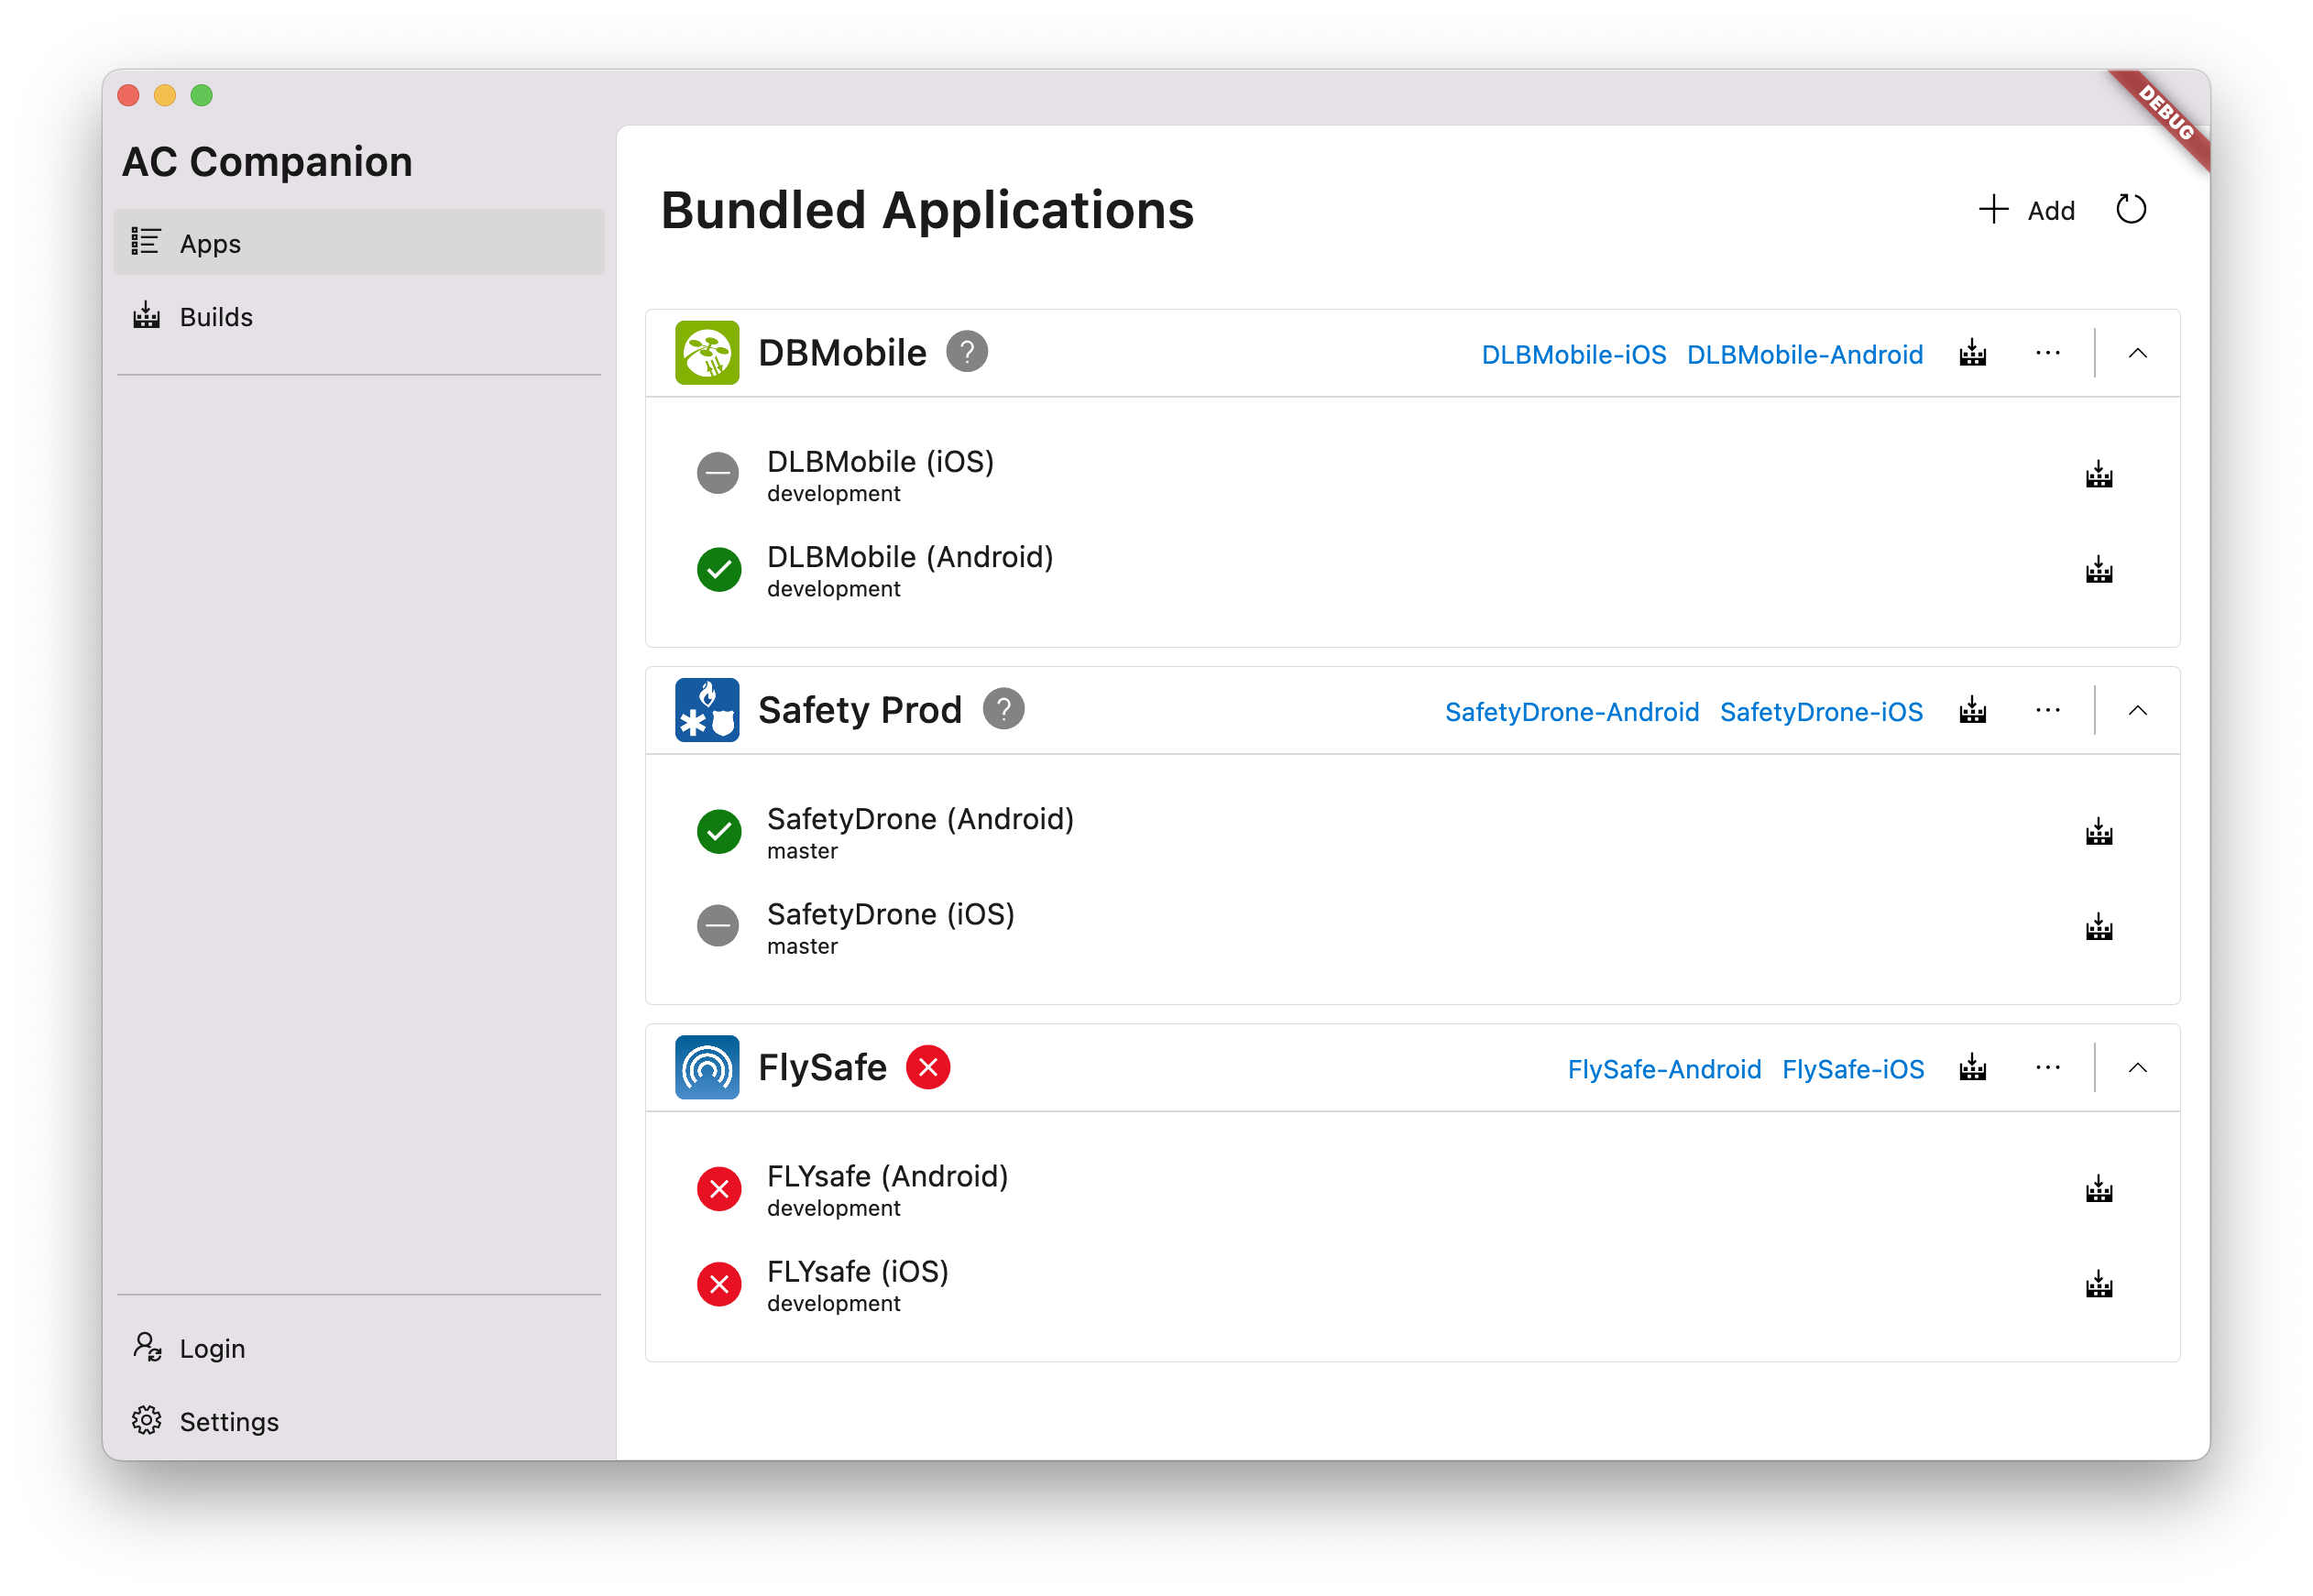 DEBUG
AC Companion
Apps
Builds
Login
Settings
Bundled Applications
Add
DBMobile ? DLBMobile-iOS DLBMobile-Android
DLBMobile (iOS)
development
DLBMobile (Android)
development
Safety Prod ? SafetyDrone-Android SafetyDrone-iOS
SafetyDrone (Android)
master
SafetyDrone (iOS)
master
FlySafe FlySafe-Android FlySafe-iOS
FLYsafe (Android)
development
FLYsafe (iOS)
development